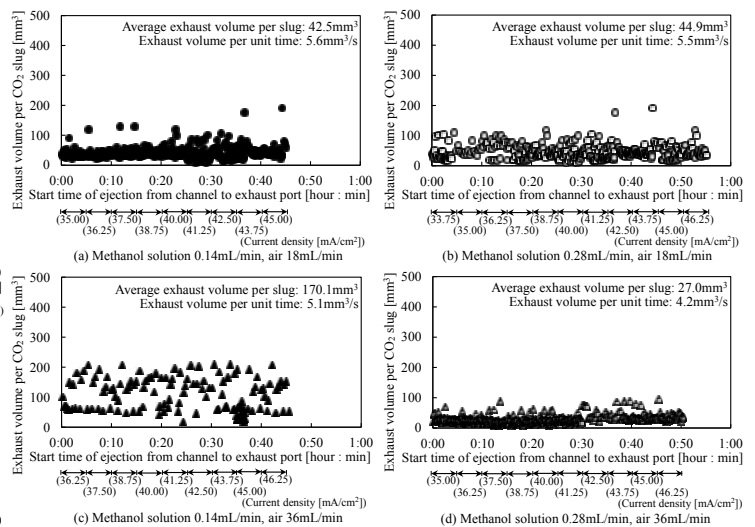 Average exhaust volume per slug: 42.5mm³
Exhaust volume per unit time: 5.6mm³/s
Exhaust volume per CO₂ slug [mm³]
500
400
300
200
100
0
0:00 0:10 0:20 0:30 0:40 0:50 1:00
Start time of ejection from channel to exhaust port [hour : min]
(35.00) (37.50) (40.00) (42.50) (45.00)
(36.25) (38.75) (41.25) (43.75)
(Current density [mA/cm²])
(a) Methanol solution 0.14mL/min, air 18mL/min
Average exhaust volume per slug: 44.9mm³
Exhaust volume per unit time: 5.5mm³/s
Exhaust volume per CO₂ slug [mm³]
500
400
300
200
100
0
0:00 0:10 0:20 0:30 0:40 0:50 1:00
Start time of ejection from channel to exhaust port [hour : min]
(33.75) (36.25) (38.75) (41.25) (43.75) (46.25)
(35.00) (37.50) (40.00) (42.50) (45.00)
(Current density [mA/cm²])
(b) Methanol solution 0.28mL/min, air 18mL/min
Average exhaust volume per slug: 170.1mm³
Exhaust volume per unit time: 5.1mm³/s
Exhaust volume per CO₂ slug [mm³]
500
400
300
200
100
0
0:00 0:10 0:20 0:30 0:40 0:50 1:00
Start time of ejection from channel to exhaust port [hour : min]
(36.25) (38.75) (41.25) (43.75) (46.25)
(37.50) (40.00) (42.50) (45.00)
(Current density [mA/cm²])
(c) Methanol solution 0.14mL/min, air 36mL/min
Average exhaust volume per slug: 27.0mm³
Exhaust volume per unit time: 4.2mm³/s
Exhaust volume per CO₂ slug [mm³]
500
400
300
200
100
0
0:00 0:10 0:20 0:30 0:40 0:50 1:00
Start time of ejection from channel to exhaust port [hour : min]
(35.00) (37.50) (40.00) (42.50) (45.00)
(36.25) (38.75) (41.25) (43.75) (46.25)
(Current density [mA/cm²])
(d) Methanol solution 0.28mL/min, air 36mL/min